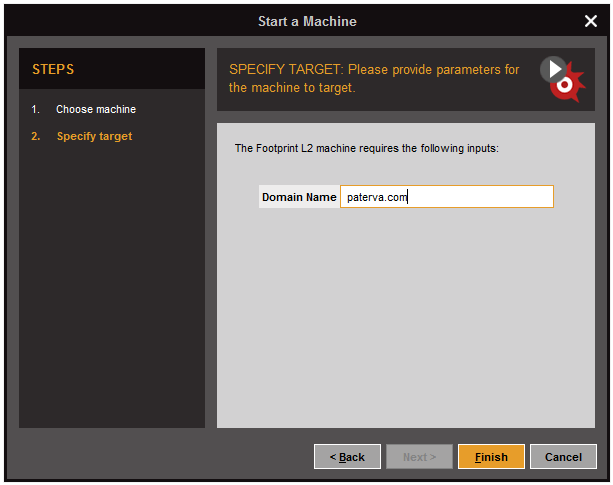 Start a Machine
STEPS
1. Choose machine
2. Specify target
SPECIFY TARGET: Please provide parameters for
the machine to target.
The Footprint L2 machine requires the following inputs:
Domain Name paterva.com
< Back Next > Finish Cancel